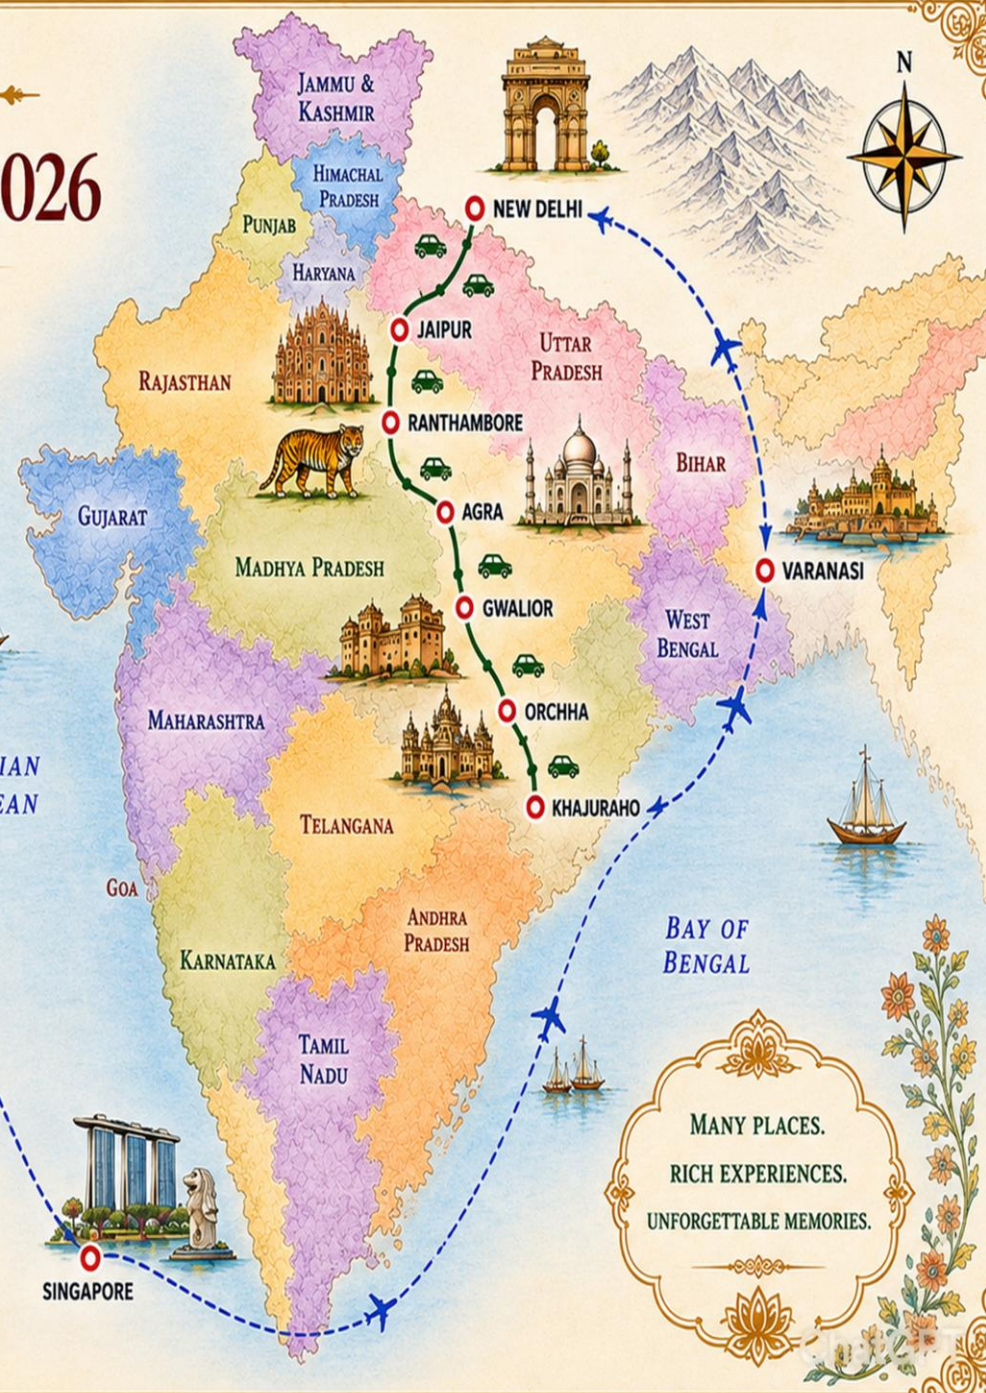 JAMMU &
KASHMIR
N
026
HIMACHAL
PRADESH
PUNJAB
NEW DELHI
HARYANA
JAIPUR
UTTAR
PRADESH
RAJASTHAN
RANTHAMBORE
BIHAR
GUJARAT
AGRA
MADHYA PRADESH
VARANASI
GWALIOR
WEST
BENGAL
ORCHHA
MAHARASHTRA
IAN
EAN
KHAJURAHO
TELANGANA
GOA
ANDHRA
PRADESH
BAY OF
BENGAL
KARNATAKA
TAMIL
NADU
MANY PLACES.
RICH EXPERIENCES.
UNFORGETTABLE MEMORIES.
SINGAPORE
ChatGPT